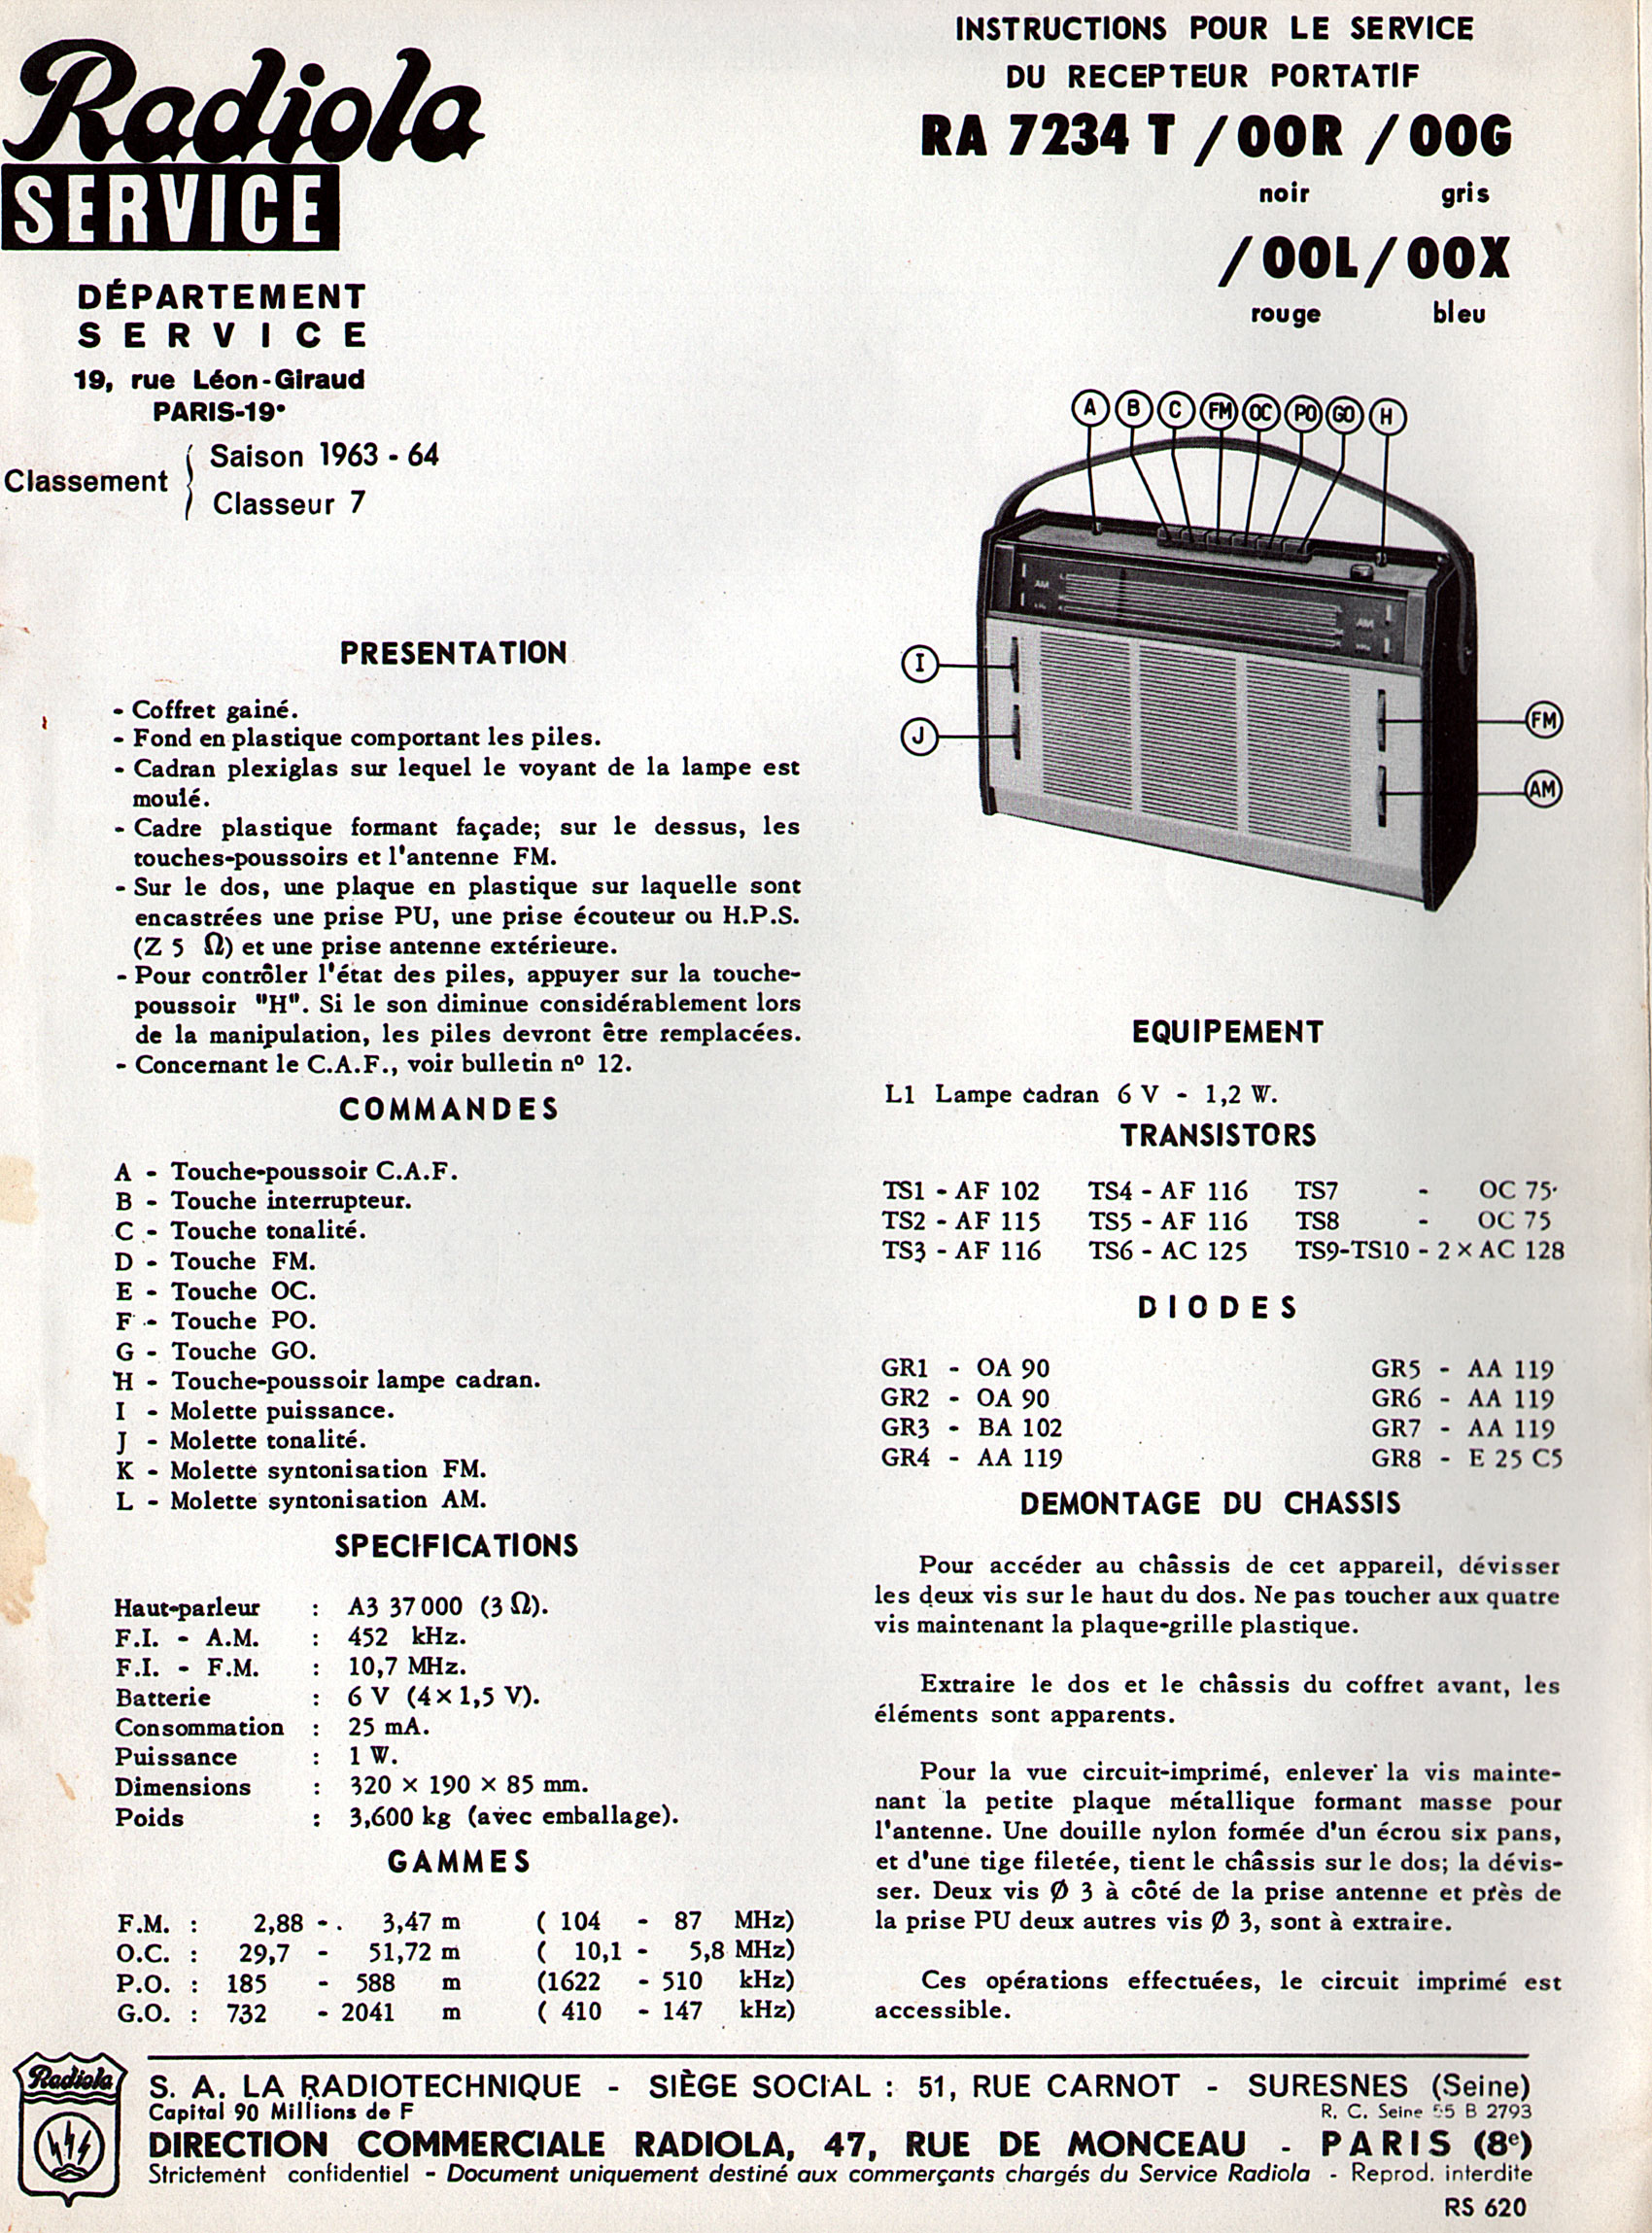 Radiola
SERVICE
DÉPARTEMENT
SERVICE
19, rue Léon-Giraud
PARIS-19e
Classement
Saison 1963 - 64
Classeur 7
INSTRUCTIONS POUR LE SERVICE
DU RECEPTEUR PORTATIF
RA 7234 T /00R /00G
noir gris
/00L/00X
rouge bleu
A B C FM OC PO GO H
I
J
FM
AM
PRESENTATION
- Coffret gainé.
- Fond en plastique comportant les piles.
- Cadran plexiglas sur lequel le voyant de la lampe est
moulé.
- Cadre plastique formant façade; sur le dessus, les
touches-poussoirs et l'antenne FM.
- Sur le dos, une plaque en plastique sur laquelle sont
encastrées une prise PU, une prise écouteur ou H.P.S.
(Z 5 Ω) et une prise antenne extérieure.
- Pour contrôler l'état des piles, appuyer sur la touche-
poussoir "H". Si le son diminue considérablement lors
de la manipulation, les piles devront être remplacées.
- Concernant le C.A.F., voir bulletin nº 12.
COMMANDES
A - Touche-poussoir C.A.F.
B - Touche interrupteur.
C - Touche tonalité.
D - Touche FM.
E - Touche OC.
F - Touche PO.
G - Touche GO.
H - Touche-poussoir lampe cadran.
I - Molette puissance.
J - Molette tonalité.
K - Molette syntonisation FM.
L - Molette syntonisation AM.
SPECIFICATIONS
Haut-parleur : A3 37 000 (3 Ω).
F.I. - A.M. : 452 kHz.
F.I. - F.M. : 10,7 MHz.
Batterie : 6 V (4 × 1,5 V).
Consommation : 25 mA.
Puissance : 1 W.
Dimensions : 320 × 190 × 85 mm.
Poids : 3,600 kg (avec emballage).
GAMMES
F.M. : 2,88 - 3,47 m ( 104 - 87 MHz)
O.C. : 29,7 - 51,72 m ( 10,1 - 5,8 MHz)
P.O. : 185 - 588 m (1622 - 510 kHz)
G.O. : 732 - 2041 m ( 410 - 147 kHz)
EQUIPEMENT
L1 Lampe cadran 6 V - 1,2 W.
TRANSISTORS
TS1 - AF 102 TS4 - AF 116 TS7 - OC 75
TS2 - AF 115 TS5 - AF 116 TS8 - OC 75
TS3 - AF 116 TS6 - AC 125 TS9-TS10 - 2 × AC 128
DIODES
GR1 - OA 90 GR5 - AA 119
GR2 - OA 90 GR6 - AA 119
GR3 - BA 102 GR7 - AA 119
GR4 - AA 119 GR8 - E 25 C5
DEMONTAGE DU CHASSIS
Pour accéder au châssis de cet appareil, dévisser
les deux vis sur le haut du dos. Ne pas toucher aux quatre
vis maintenant la plaque-grille plastique.
Extraire le dos et le châssis du coffret avant, les
éléments sont apparents.
Pour la vue circuit-imprimé, enlever la vis mainte-
nant la petite plaque métallique formant masse pour
l'antenne. Une douille nylon formée d'un écrou six pans,
et d'une tige filetée, tient le châssis sur le dos; la dévis-
ser. Deux vis Ø 3 à côté de la prise antenne et près de
la prise PU deux autres vis Ø 3, sont à extraire.
Ces opérations effectuées, le circuit imprimé est
accessible.
Radiola
S. A. LA RADIOTECHNIQUE - SIÈGE SOCIAL : 51, RUE CARNOT - SURESNES (Seine)
Capital 90 Millions de F R. C. Seine 55 B 2793
DIRECTION COMMERCIALE RADIOLA, 47, RUE DE MONCEAU - PARIS (8e)
Strictement confidentiel - Document uniquement destiné aux commerçants chargés du Service Radiola - Reprod. interdite
RS 620